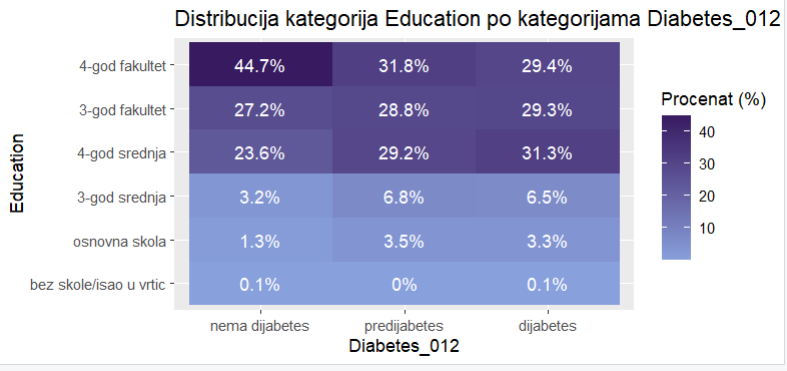 Distribucija kategorija Education po kategorijama Diabetes_012
Education
4-god fakultet 44.7% 31.8% 29.4%
3-god fakultet 27.2% 28.8% 29.3%
4-god srednja 23.6% 29.2% 31.3%
3-god srednja 3.2% 6.8% 6.5%
osnovna skola 1.3% 3.5% 3.3%
bez skole/isao u vrtic 0.1% 0% 0.1%
nema dijabetes predijabetes dijabetes
Diabetes_012
Procenat (%)
40
30
20
10